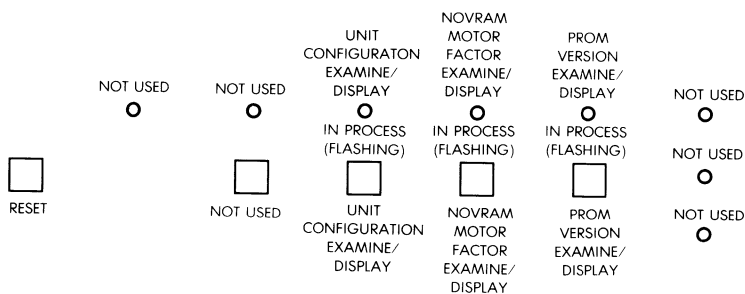 NOT USED
NOT USED
UNIT
CONFIGURATON
EXAMINE/
DISPLAY
NOVRAM
MOTOR
FACTOR
EXAMINE/
DISPLAY
PROM
VERSION
EXAMINE/
DISPLAY
NOT USED
IN PROCESS
(FLASHING)
IN PROCESS
(FLASHING)
IN PROCESS
(FLASHING)
NOT USED
RESET
NOT USED
UNIT
CONFIGURATION
EXAMINE/
DISPLAY
NOVRAM
MOTOR
FACTOR
EXAMINE/
DISPLAY
PROM
VERSION
EXAMINE/
DISPLAY
NOT USED